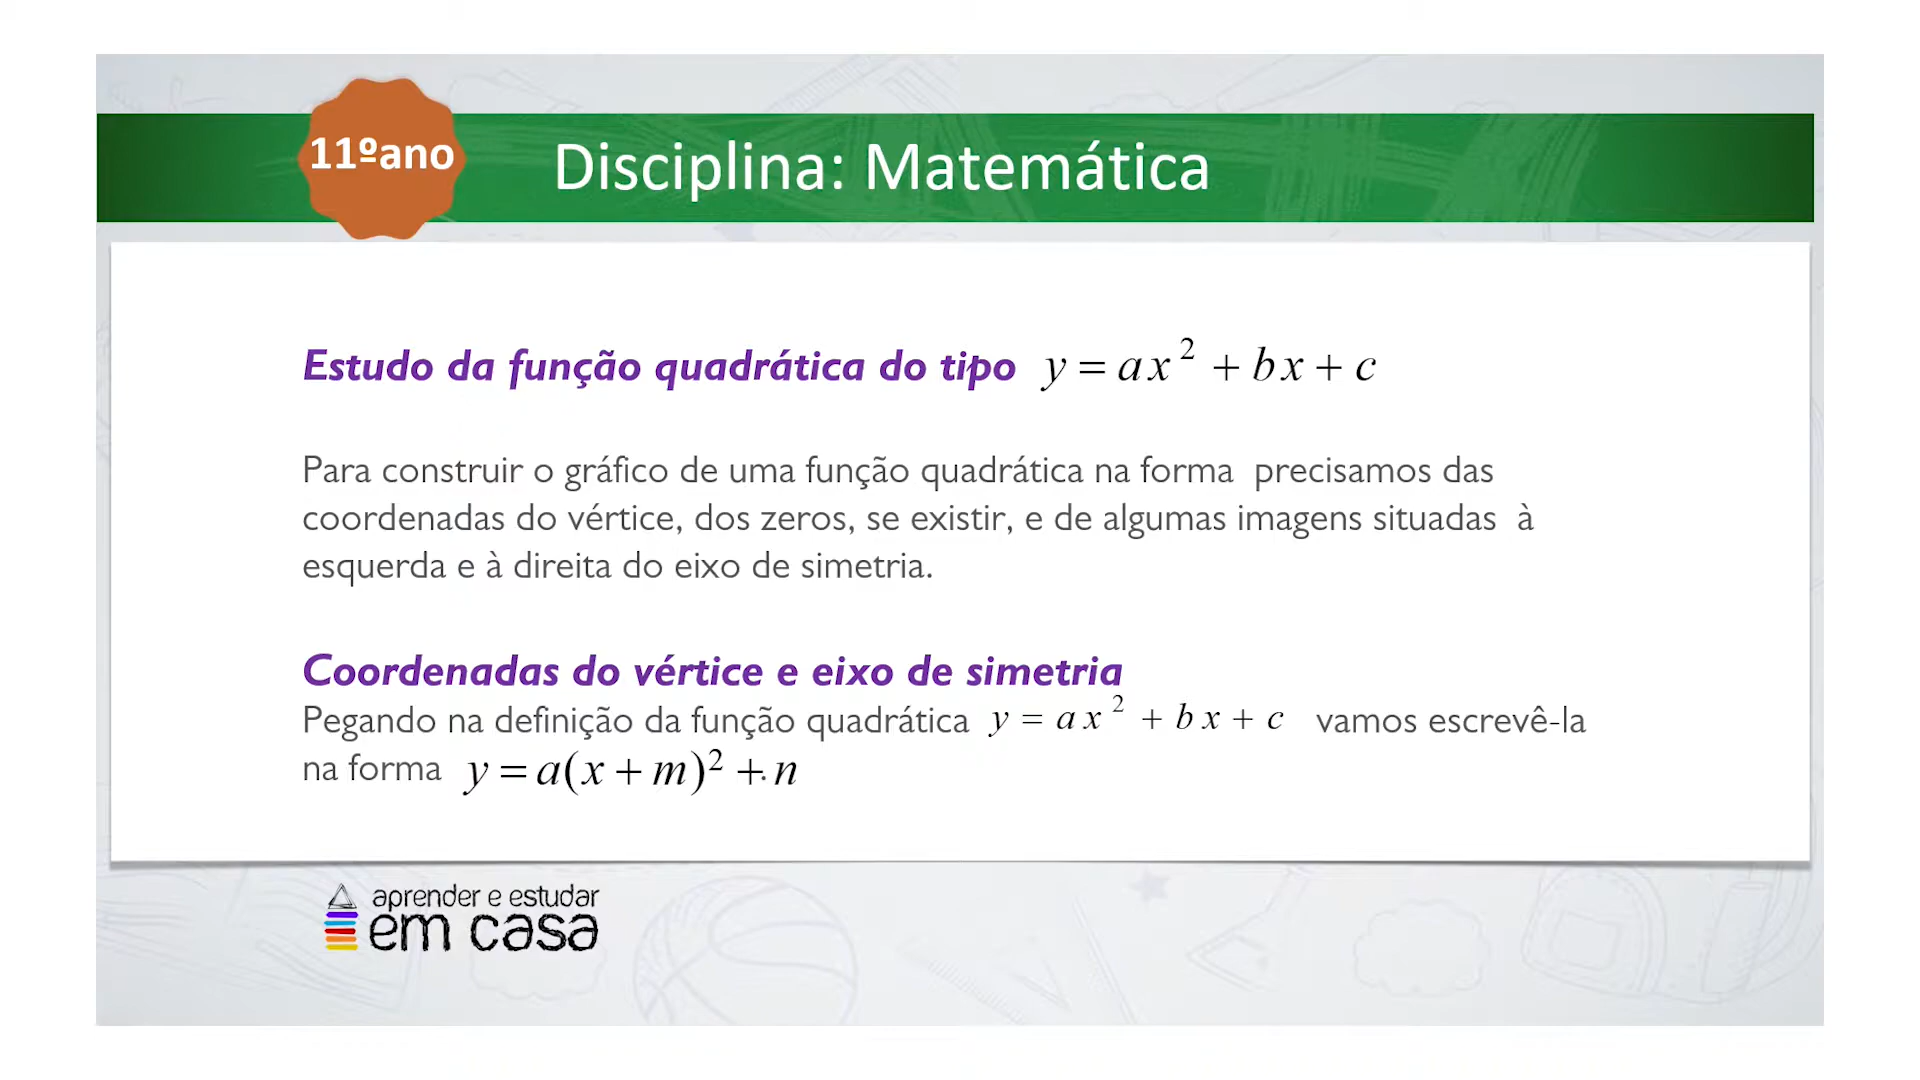 11ºano
Disciplina: Matemática
Estudo da função quadrática do tipo y = ax² + bx + c
Para construir o gráfico de uma função quadrática na forma precisamos das
coordenadas do vértice, dos zeros, se existir, e de algumas imagens situadas à
esquerda e à direita do eixo de simetria.
Coordenadas do vértice e eixo de simetria
Pegando na definição da função quadrática y = ax² + bx + c vamos escrevê-la
na forma y = a(x + m)² + n
aprender e estudar
em casa